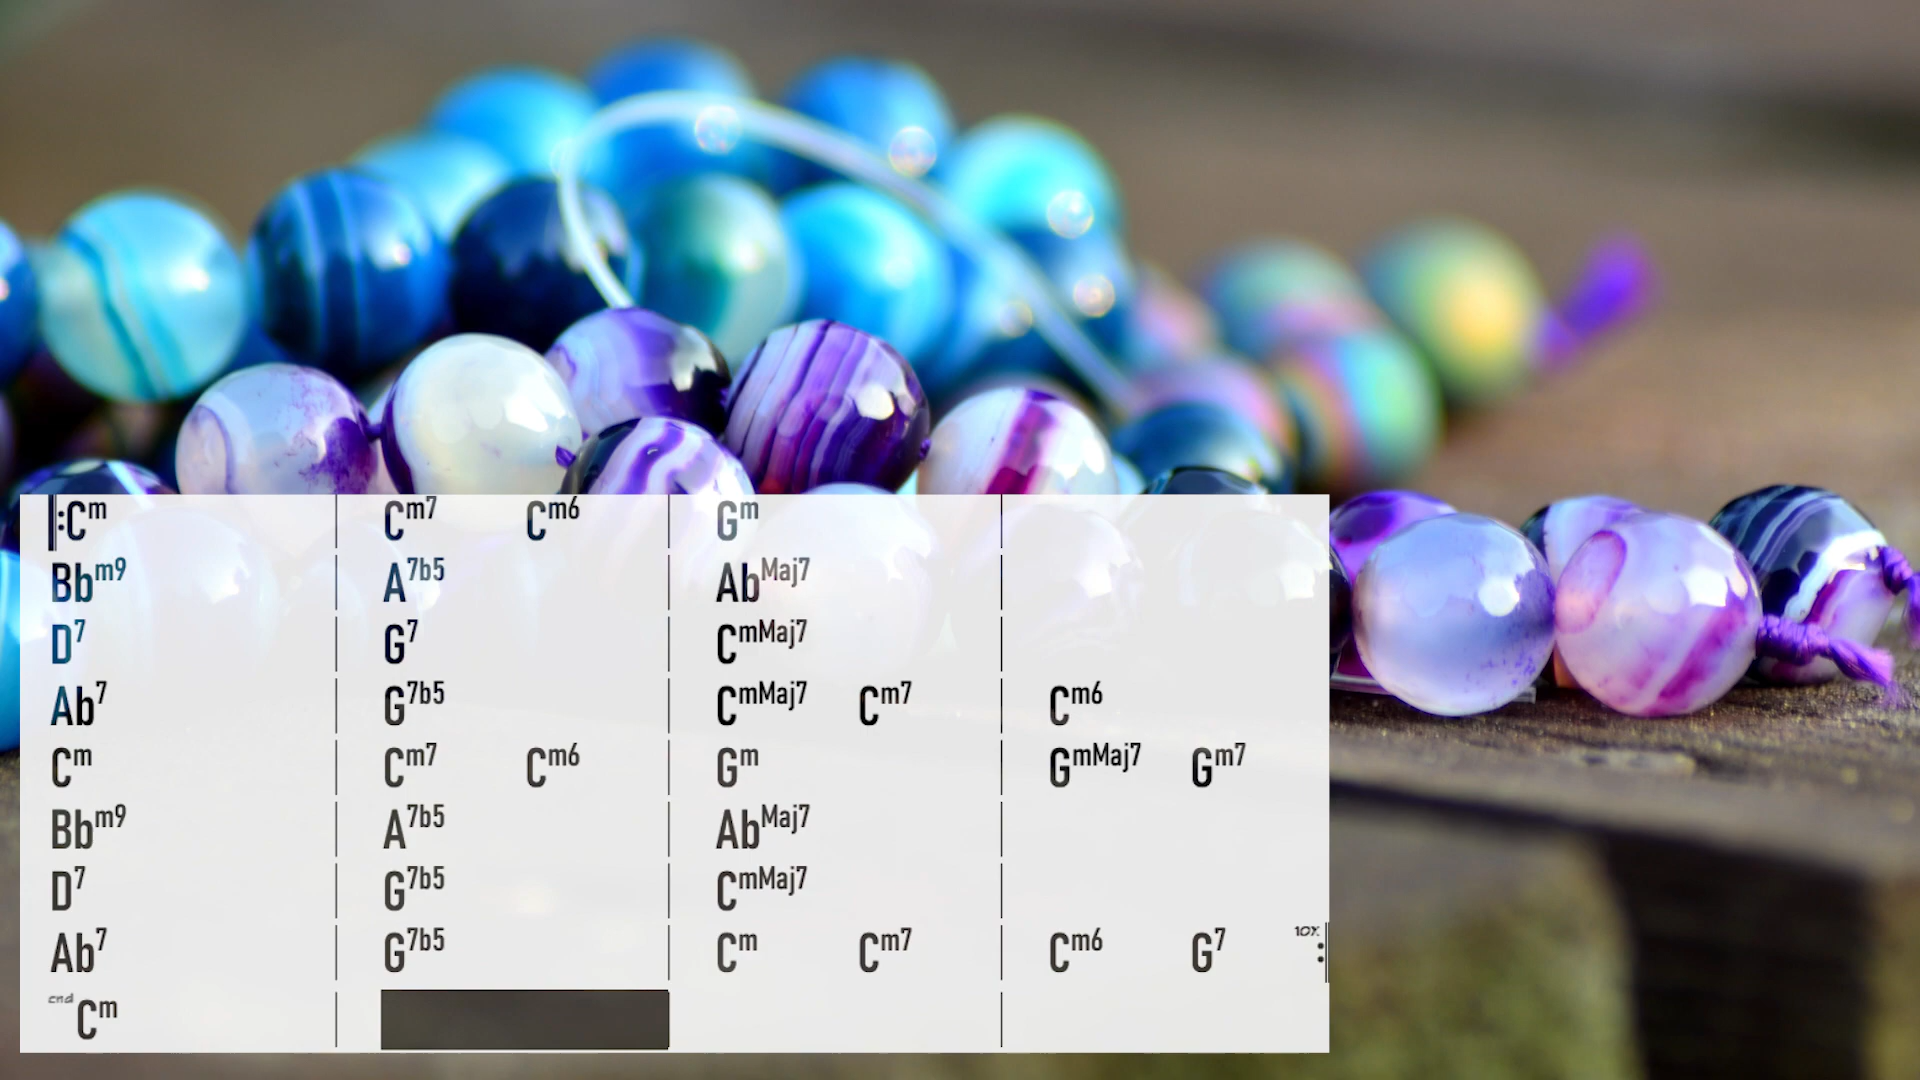 ‖:Cm | Cm7 Cm6 | Gm |
Bbm9 | A7b5 | AbMaj7 |
D7 | G7 | CmMaj7 |
Ab7 | G7b5 | CmMaj7 Cm7 | Cm6
Cm | Cm7 Cm6 | Gm | GmMaj7 Gm7
Bbm9 | A7b5 | AbMaj7 |
D7 | G7b5 | CmMaj7 |
Ab7 | G7b5 | Cm Cm7 | Cm6 G7 10x :‖
end Cm | | |